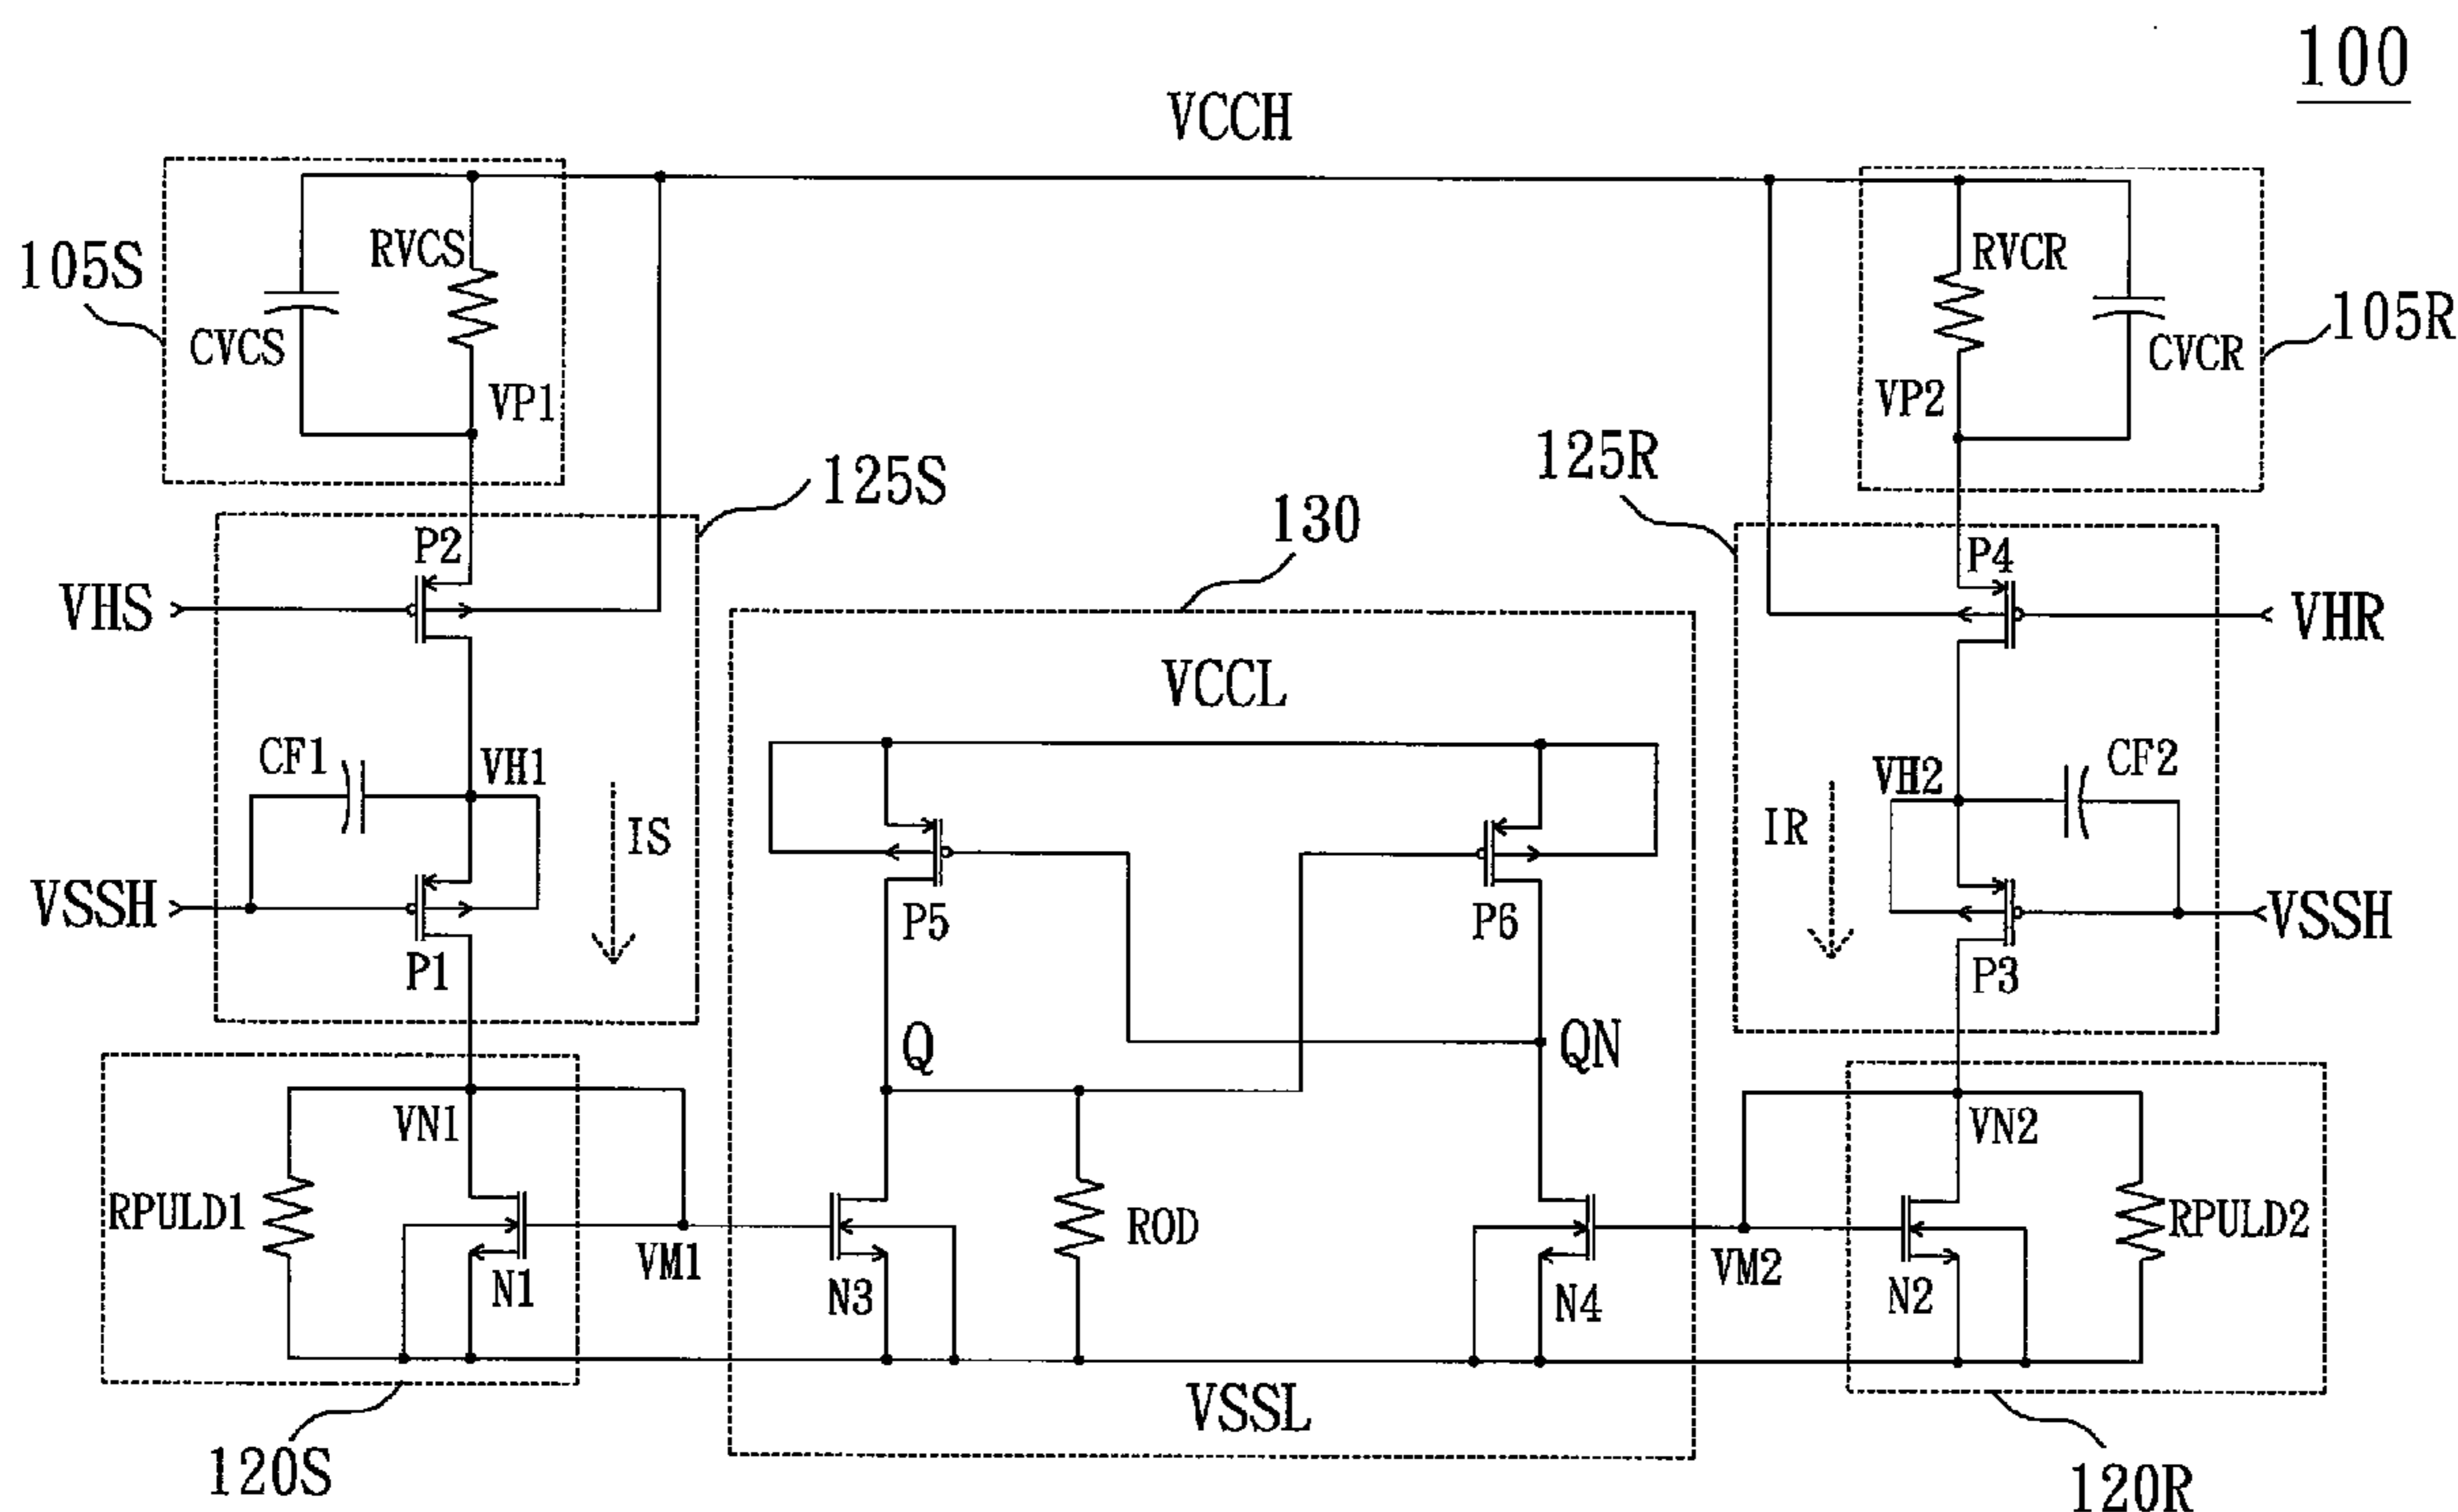 100
VCCH
105S
RVCS
CVCS
VP1
RVCR
105R
CVCR
VP2
125S
125R
130
P2
P4
VHS
VHR
VCCL
CF1
VH1
VH2
CF2
IS
IR
VSSH
VSSH
P5
P6
P1
P3
Q
QN
VN1
VN2
RPULD1
ROD
RPULD2
VM1
VM2
N1
N3
N4
N2
VSSL
120S
120R